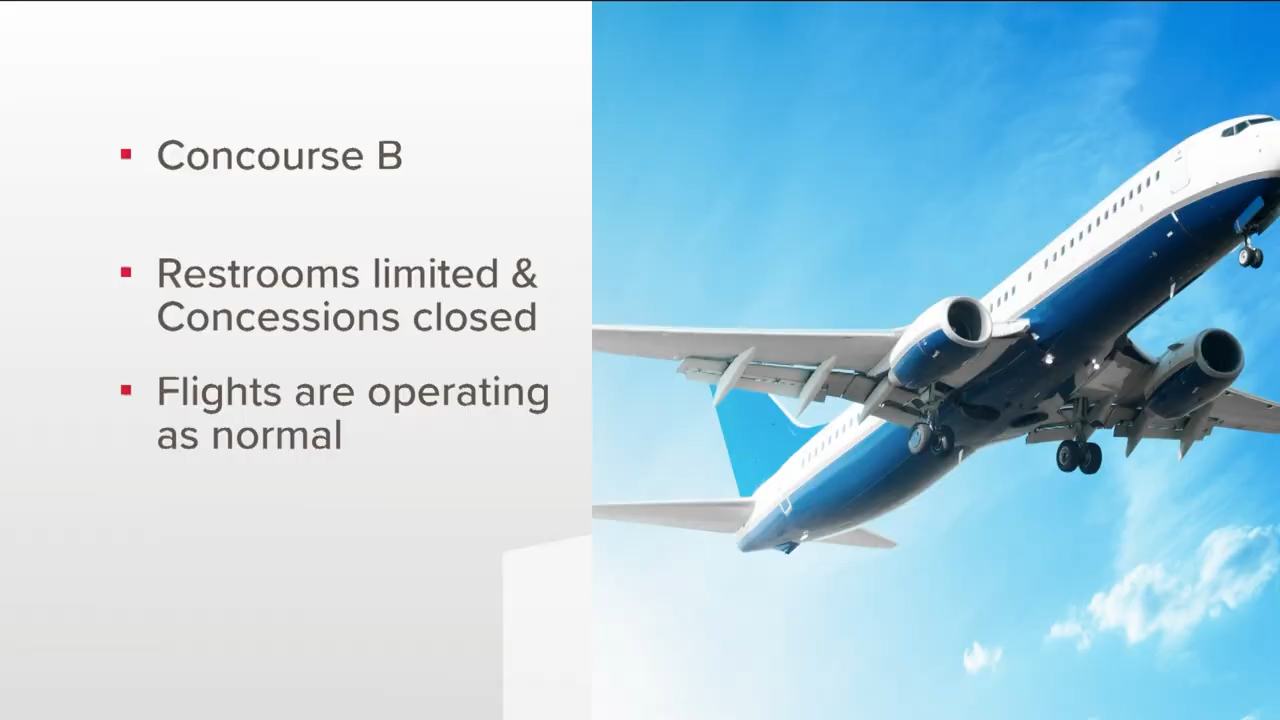 Concourse B
Restrooms limited &
Concessions closed
Flights are operating
as normal